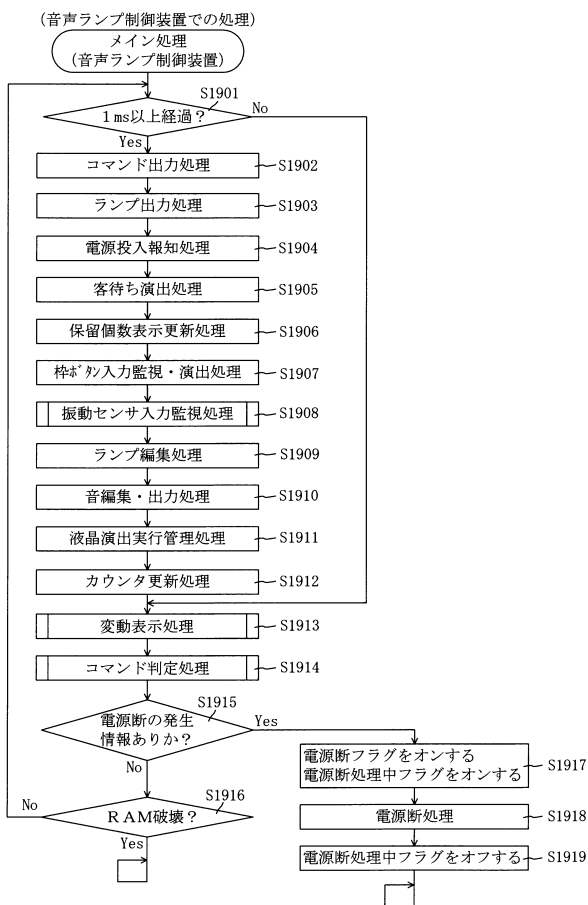 (音声ランプ制御装置での処理)
メイン処理
(音声ランプ制御装置)
S1901
1ms以上経過?
No
Yes
コマンド出力処理
S1902
ランプ出力処理
S1903
電源投入報知処理
S1904
客待ち演出処理
S1905
保留個数表示更新処理
S1906
枠ボタン入力監視・演出処理
S1907
振動センサ入力監視処理
S1908
ランプ編集処理
S1909
音編集・出力処理
S1910
液晶演出実行管理処理
S1911
カウンタ更新処理
S1912
変動表示処理
S1913
コマンド判定処理
S1914
S1915
電源断の発生
情報ありか?
Yes
No
S1916
RAM破壊?
No
Yes
電源断フラグをオンする
電源断処理中フラグをオンする
S1917
電源断処理
S1918
電源断処理中フラグをオフする
S1919